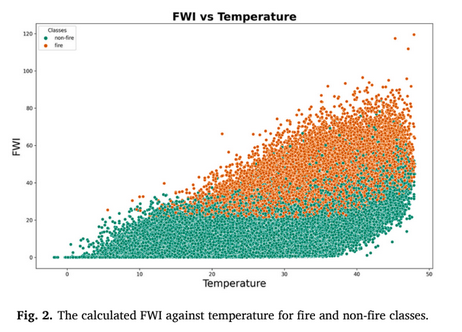 FWI vs Temperature
Classes
non-fire
fire
FWI
120
100
80
60
40
20
0
0 10 20 30 40 50
Temperature
Fig. 2. The calculated FWI against temperature for fire and non-fire classes.